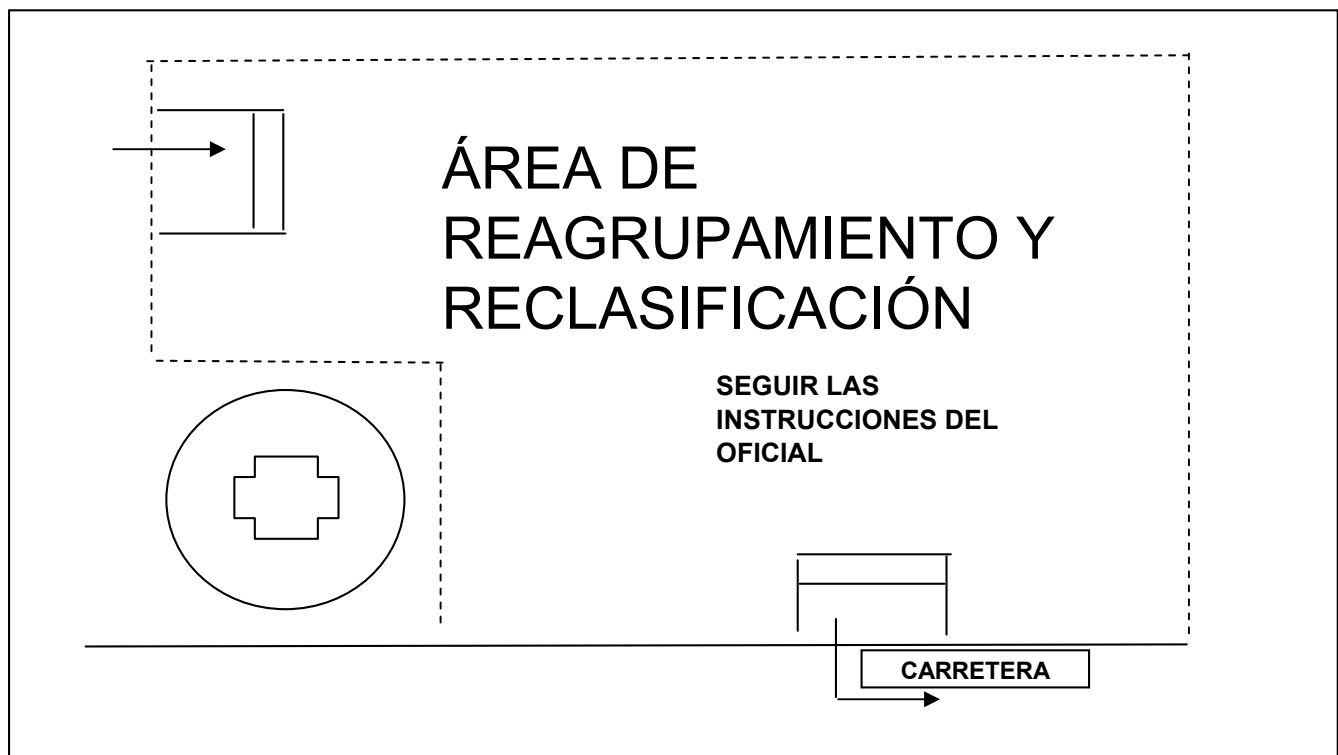 ÁREA DE
REAGRUPAMIENTO Y
RECLASIFICACIÓN
SEGUIR LAS
INSTRUCCIONES DEL
OFICIAL
CARRETERA